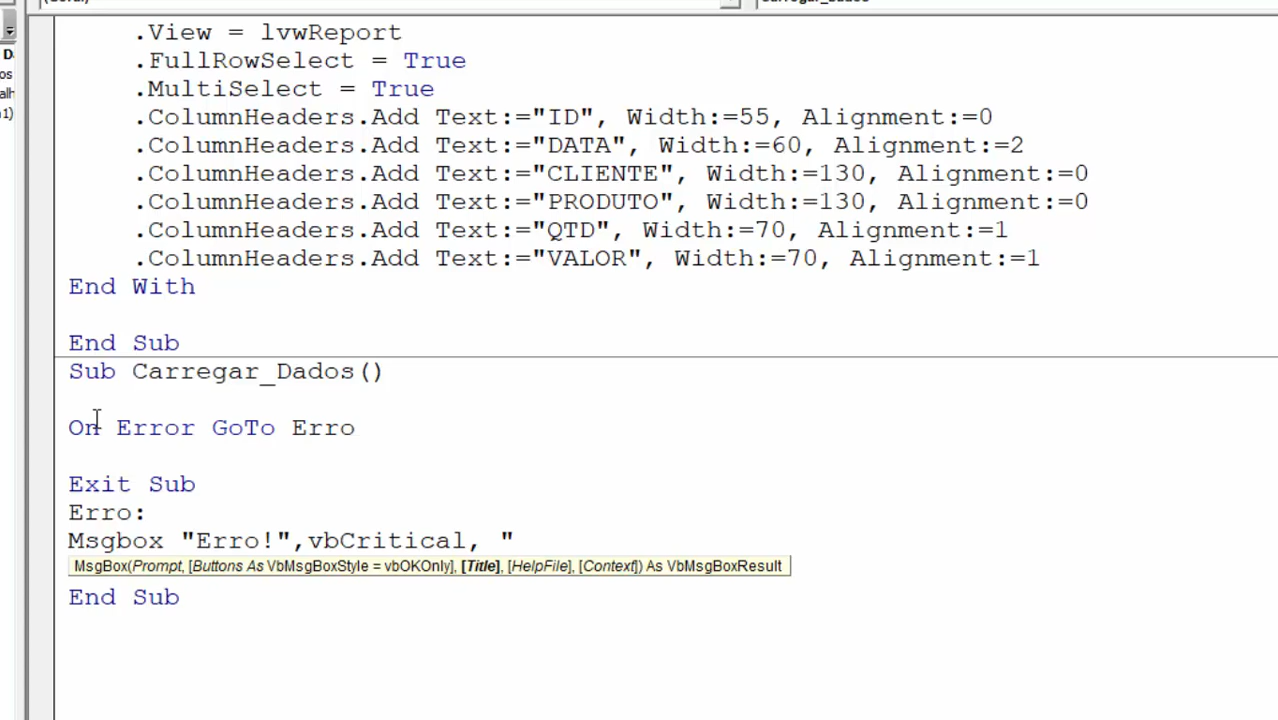 .View = lvwReport
.FullRowSelect = True
.MultiSelect = True
.ColumnHeaders.Add Text:="ID", Width:=55, Alignment:=0
.ColumnHeaders.Add Text:="DATA", Width:=60, Alignment:=2
.ColumnHeaders.Add Text:="CLIENTE", Width:=130, Alignment:=0
.ColumnHeaders.Add Text:="PRODUTO", Width:=130, Alignment:=0
.ColumnHeaders.Add Text:="QTD", Width:=70, Alignment:=1
.ColumnHeaders.Add Text:="VALOR", Width:=70, Alignment:=1
End With
End Sub
Sub Carregar_Dados()
On Error GoTo Erro
Exit Sub
Erro:
Msgbox "Erro!",vbCritical, "
MsgBox(Prompt, [Buttons As VbMsgBoxStyle = vbOKOnly], [Title], [HelpFile], [Context]) As VbMsgBoxResult
End Sub